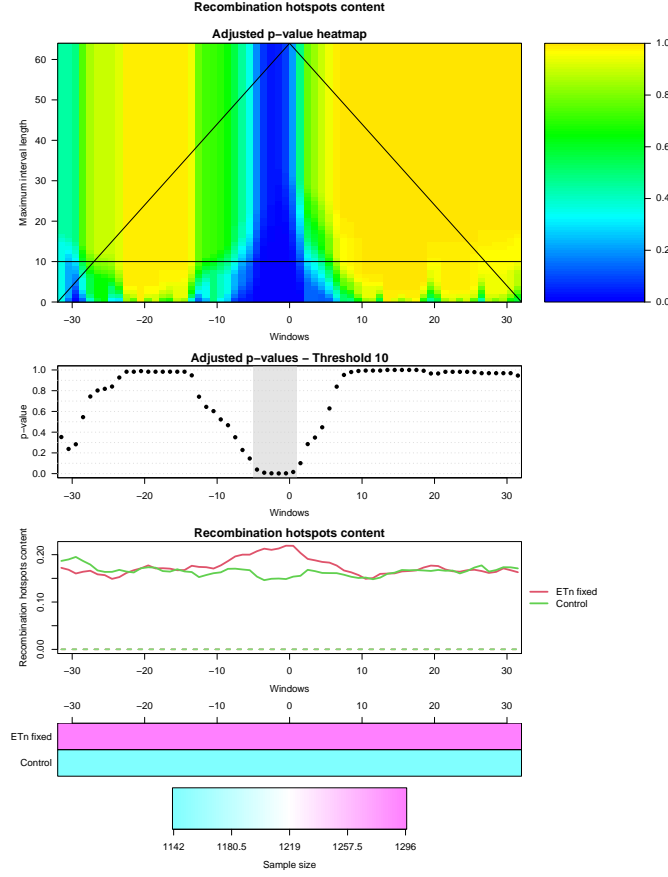 Recombination hotspots content
Adjusted p−value heatmap
Maximum interval length
60
50
40
30
20
10
0
−30 −20 −10 0 10 20 30
Windows
1.0
0.8
0.6
0.4
0.2
0.0
Adjusted p−values − Threshold 10
p−value
1.0
0.8
0.6
0.4
0.2
0.0
−30 −20 −10 0 10 20 30
Windows
Recombination hotspots content
Recombination hotspots content
0.20
0.10
0.00
−30 −20 −10 0 10 20 30
Windows
ETn fixed
Control
−30 −20 −10 0 10 20 30
ETn fixed
Control
1142 1180.5 1219 1257.5 1296
Sample size